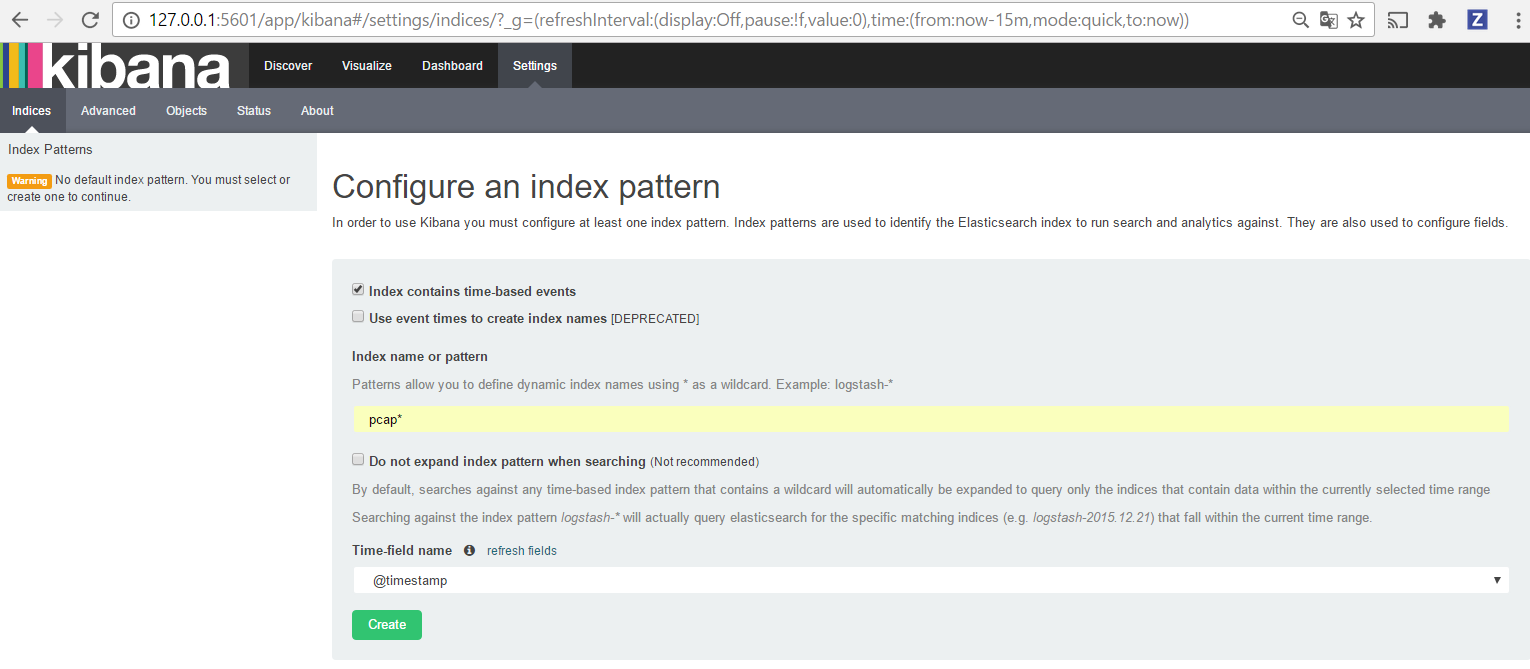 127.0.0.1:5601/app/kibana#/settings/indices/?_g=(refreshInterval:(display:Off,pause:!f,value:0),time:(from:now-15m,mode:quick,to:now))
Z
kibana Discover Visualize Dashboard Settings
Indices Advanced Objects Status About
Index Patterns
Warning No default index pattern. You must select or
create one to continue.
Configure an index pattern
In order to use Kibana you must configure at least one index pattern. Index patterns are used to identify the Elasticsearch index to run search and analytics against. They are also used to configure fields.
Index contains time-based events
Use event times to create index names [DEPRECATED]
Index name or pattern
Patterns allow you to define dynamic index names using * as a wildcard. Example: logstash-*
pcap*
Do not expand index pattern when searching (Not recommended)
By default, searches against any time-based index pattern that contains a wildcard will automatically be expanded to query only the indices that contain data within the currently selected time range
Searching against the index pattern logstash-* will actually query elasticsearch for the specific matching indices (e.g. logstash-2015.12.21) that fall within the current time range.
Time-field name refresh fields
@timestamp
Create